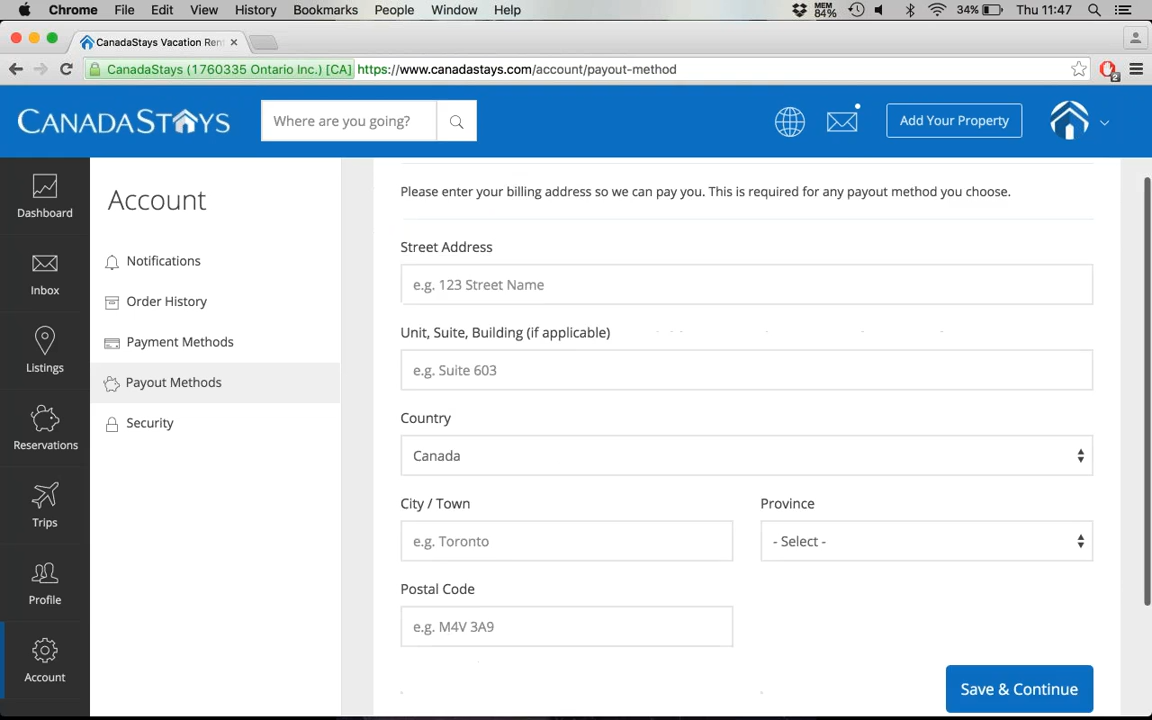 Chrome File Edit View History Bookmarks People Window Help MEM 84% 34% Thu 11:47
CanadaStays Vacation Ren
CanadaStays (1760335 Ontario Inc.) [CA] https://www.canadastays.com/account/payout-method 2
CANADASTAYS Where are you going? Add Your Property
Dashboard
Inbox
Listings
Reservations
Trips
Profile
Account
Account
Notifications
Order History
Payment Methods
Payout Methods
Security
Please enter your billing address so we can pay you. This is required for any payout method you choose.
Street Address
e.g. 123 Street Name
Unit, Suite, Building (if applicable)
e.g. Suite 603
Country
Canada
City / Town Province
e.g. Toronto - Select -
Postal Code
e.g. M4V 3A9
Save & Continue